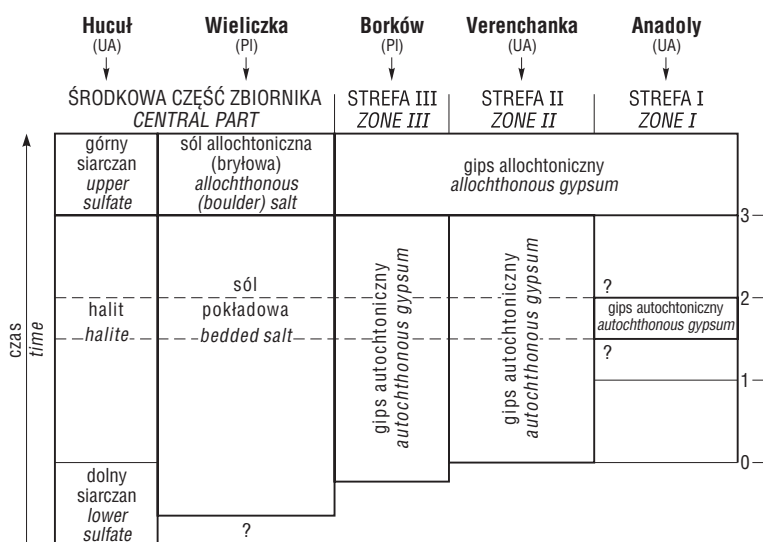 Hucuł
(UA)
Wieliczka
(Pl)
Borków
(Pl)
Verenchanka
(UA)
Anadoly
(UA)
ŚRODKOWA CZĘŚĆ ZBIORNIKA
CENTRAL PART
STREFA III
ZONE III
STREFA II
ZONE II
STREFA I
ZONE I
górny
siarczan
upper
sulfate
sól allochtoniczna
(bryłowa)
allochthonous
(boulder) salt
gips allochtoniczny
allochthonous gypsum
3
halit
halite
sól
pokładowa
bedded salt
gips autochtoniczny
autochthonous gypsum
gips autochtoniczny
autochthonous gypsum
?
gips autochtoniczny
autochthonous gypsum
?
2
1
0
dolny
siarczan
lower
sulfate
?
czas
time